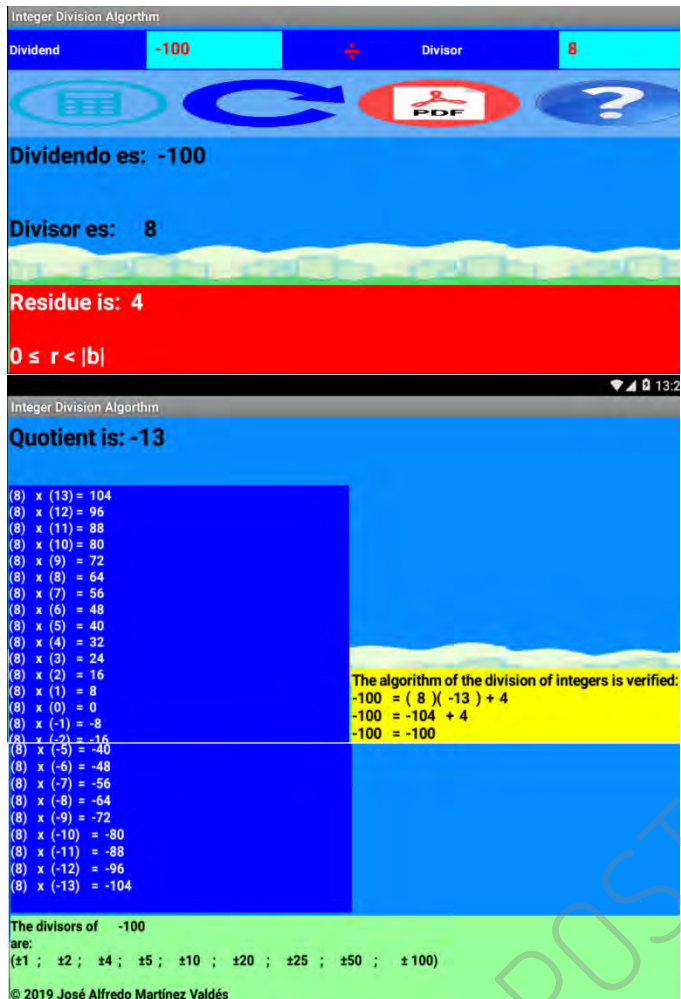 Integer Division Algorthm
Dividend -100 ÷ Divisor 8
PDF ?
Dividendo es: -100
Divisor es: 8
Residue is: 4
0 ≤ r < |b|
13:2
Integer Division Algorthm
Quotient is: -13
(8) x (13) = 104
(8) x (12) = 96
(8) x (11) = 88
(8) x (10) = 80
(8) x (9) = 72
(8) x (8) = 64
(8) x (7) = 56
(8) x (6) = 48
(8) x (5) = 40
(8) x (4) = 32
(8) x (3) = 24
(8) x (2) = 16
(8) x (1) = 8
(8) x (0) = 0
(8) x (-1) = -8
(8) x (-2) = -16
The algorithm of the division of integers is verified:
-100 = ( 8 )( -13 ) + 4
-100 = -104 + 4
-100 = -100
(8) x (-5) = -40
(8) x (-6) = -48
(8) x (-7) = -56
(8) x (-8) = -64
(8) x (-9) = -72
(8) x (-10) = -80
(8) x (-11) = -88
(8) x (-12) = -96
(8) x (-13) = -104
The divisors of -100
are:
(±1 ; ±2 ; ±4 ; ±5 ; ±10 ; ±20 ; ±25 ; ±50 ; ± 100)
© 2019 José Alfredo Martínez Valdés
POST